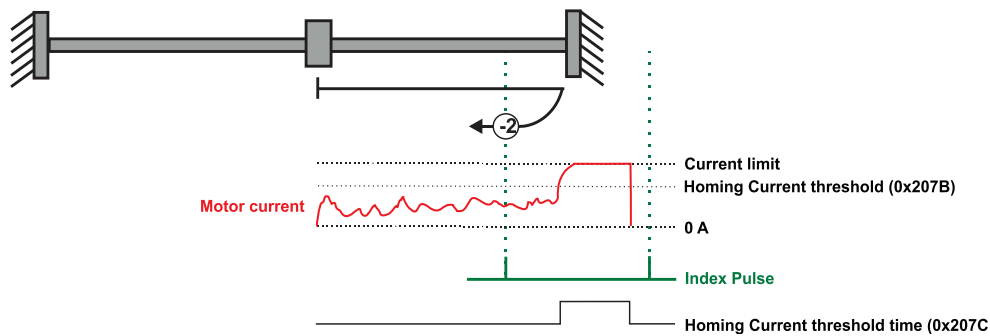 -2
Current limit
Homing Current threshold (0x207B)
Motor current
0 A
Index Pulse
Homing Current threshold time (0x207C